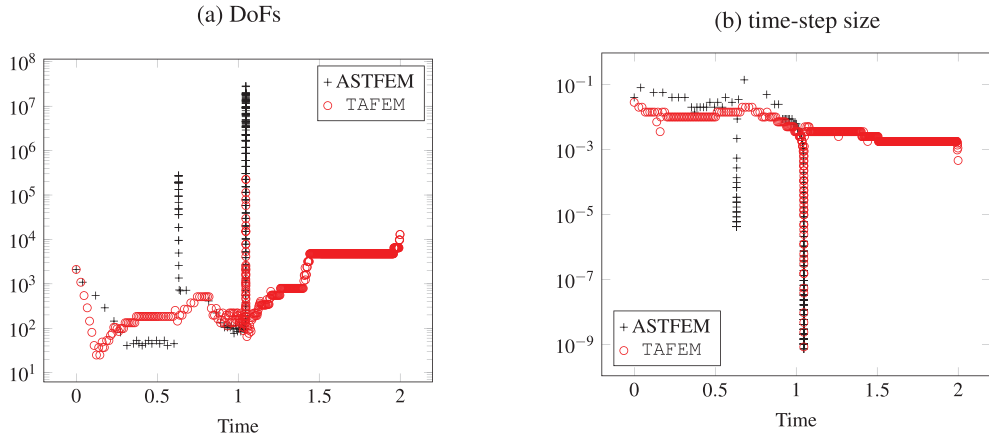 (a) DoFs
10^8
10^7
10^6
10^5
10^4
10^3
10^2
10^1
0 0.5 1 1.5 2
Time
ASTFEM
TAFEM
(b) time-step size
10^−1
10^−3
10^−5
10^−7
10^−9
0 0.5 1 1.5 2
Time
ASTFEM
TAFEM